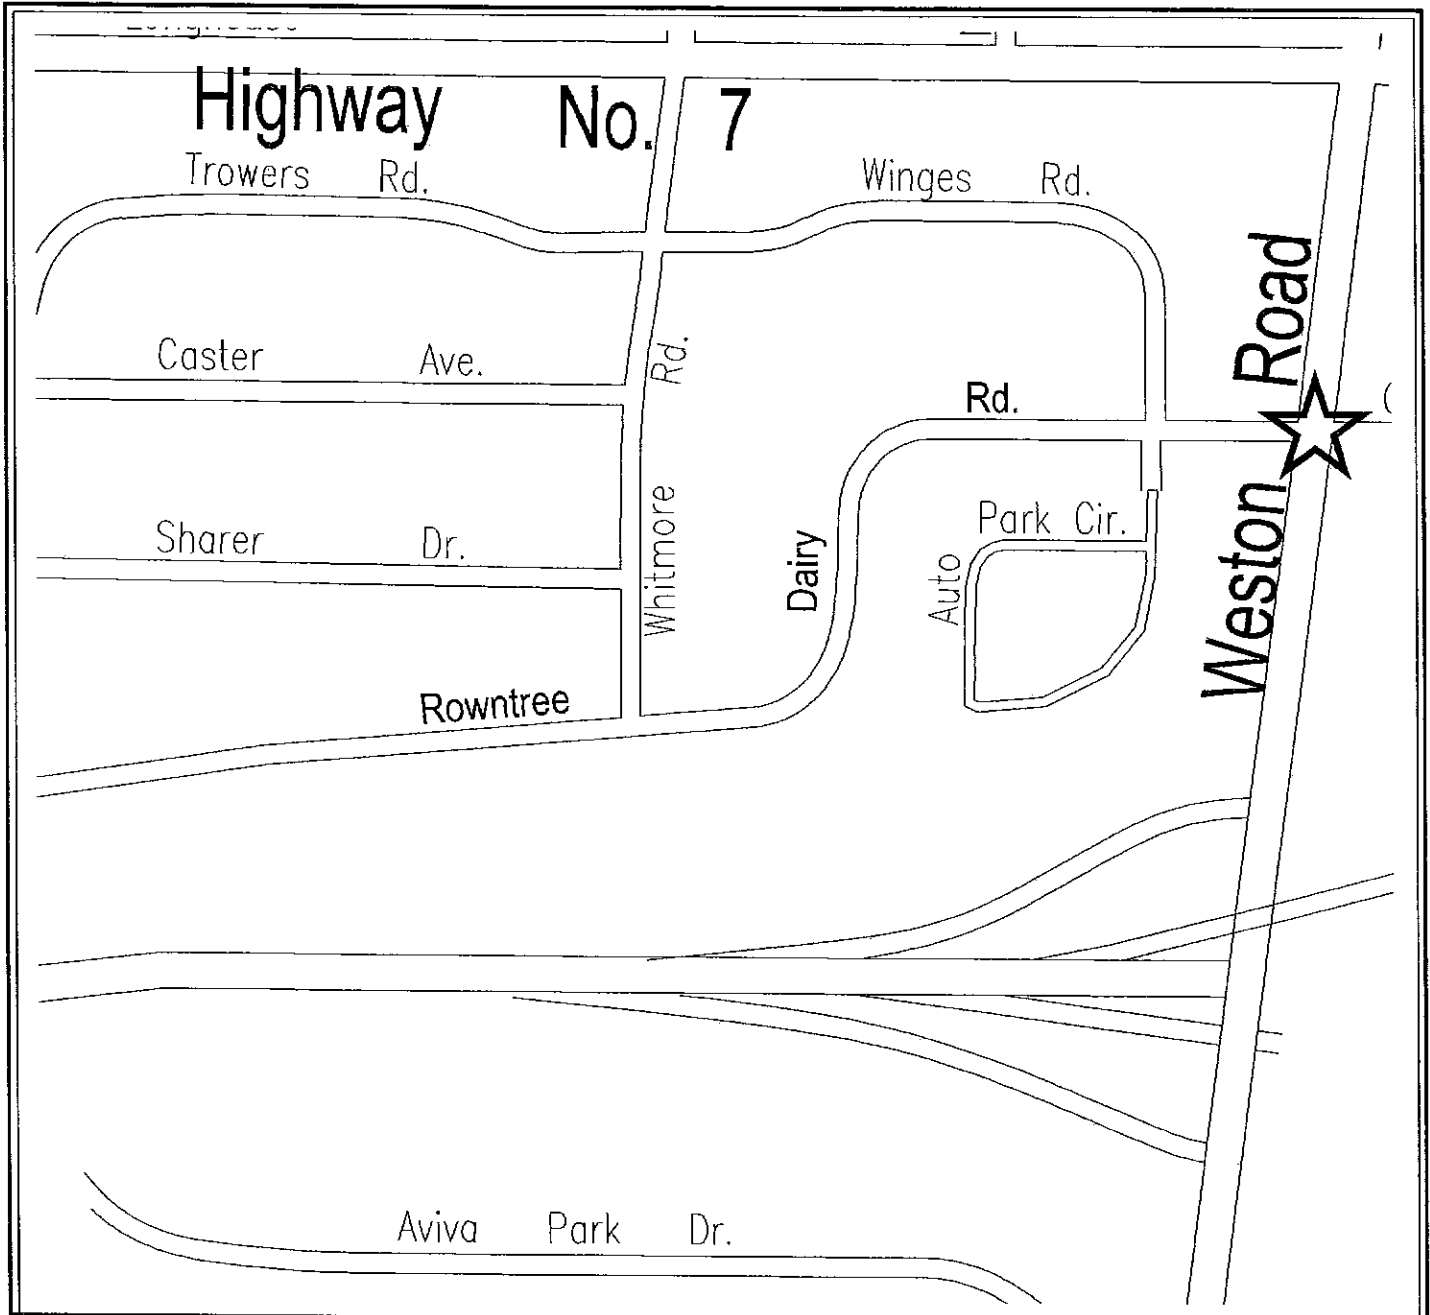 Highway No. 7
Trowers Rd.
Winges Rd.
Weston Road
Caster Ave.
Whitmore Rd.
Rowntree Dairy Rd.
Auto Park Cir.
Sharer Dr.
Aviva Park Dr.